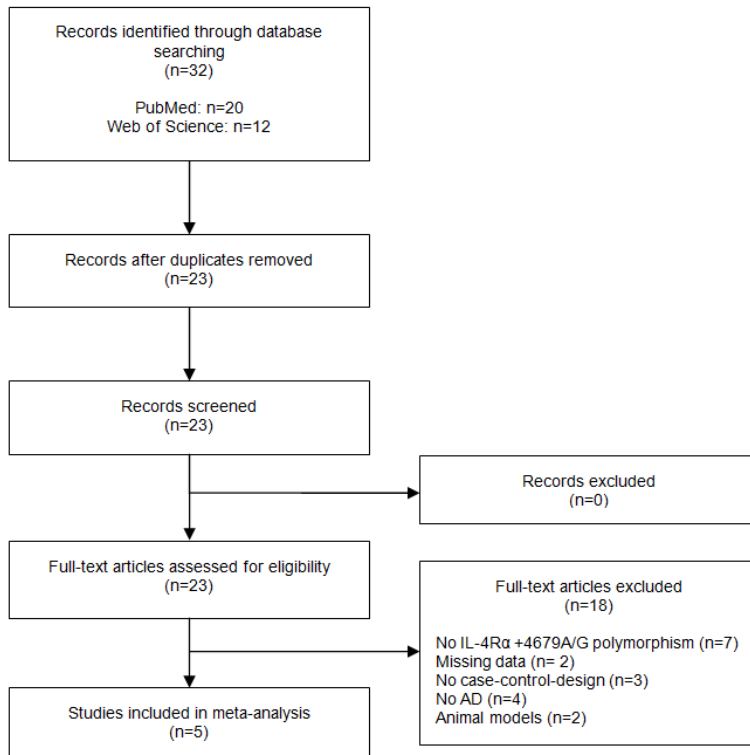 Records identified through database
searching
(n=32)
PubMed: n=20
Web of Science: n=12
Records after duplicates removed
(n=23)
Records screened
(n=23)
Records excluded
(n=0)
Full-text articles assessed for eligibility
(n=23)
Full-text articles excluded
(n=18)
No IL-4Rα +4679A/G polymorphism (n=7)
Missing data (n= 2)
No case-control-design (n=3)
No AD (n=4)
Animal models (n=2)
Studies included in meta-analysis
(n=5)